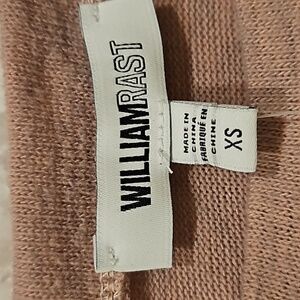 WILLIAMRAST
MADE IN
CHINA
FABRIQUÉ EN
CHINE
XS